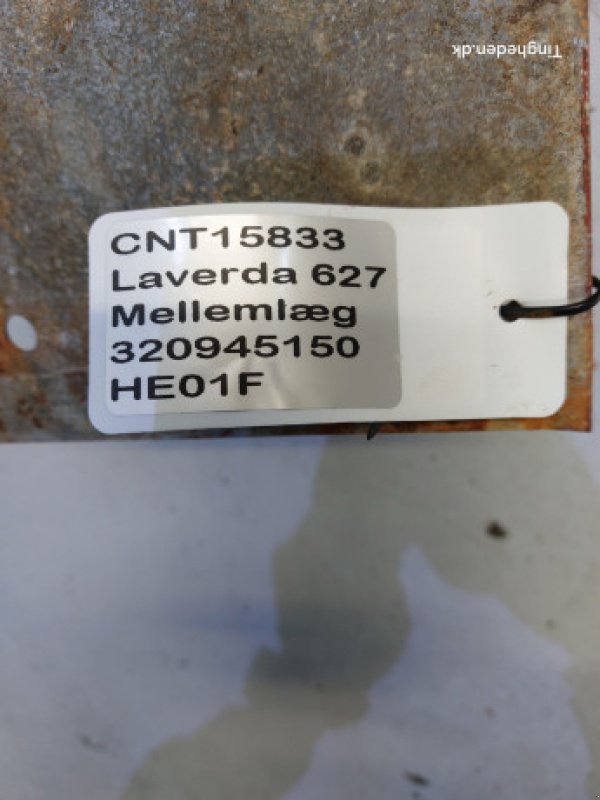 Tingheden.dk
CNT15833
Laverda 627
Mellemlæg
320945150
HE01F